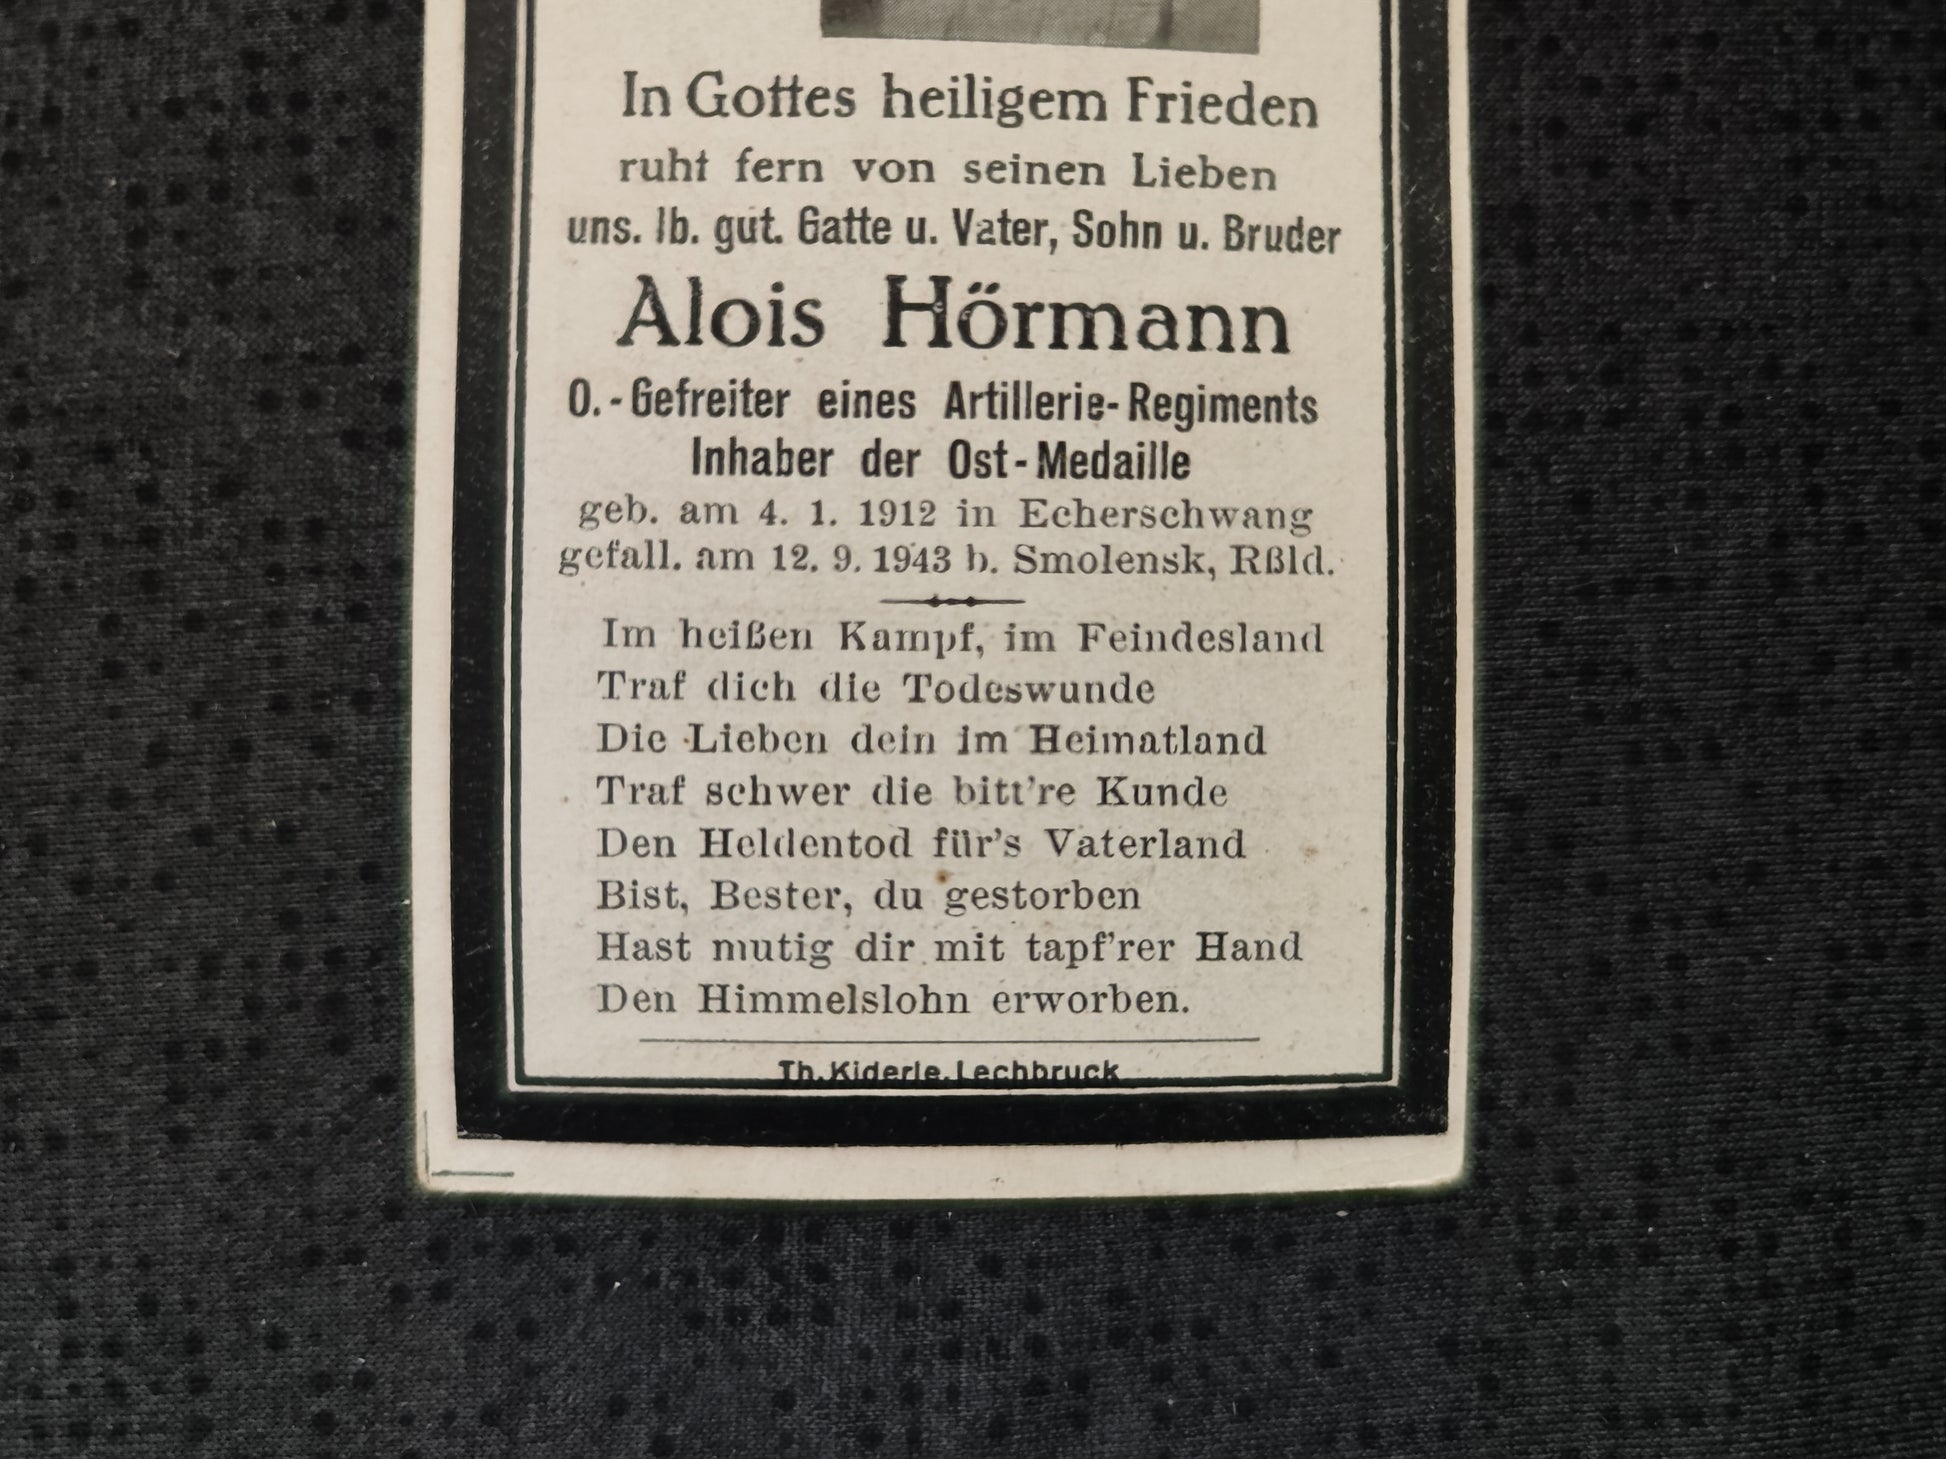 In Gottes heiligem Frieden
ruht fern von seinen Lieben
uns. lb. gut. Gatte u. Vater, Sohn u. Bruder
Alois Hörmann
O.-Gefreiter eines Artillerie-Regiments
Inhaber der Ost-Medaille
geb. am 4. 1. 1912 in Echerschwang
gefall. am 12. 9. 1943 b. Smolensk, Rßld.
Im heißen Kampf, im Feindesland
Traf dich die Todeswunde
Die Lieben dein im Heimatland
Traf schwer die bitt're Kunde
Den Heldentod für's Vaterland
Bist, Bester, du gestorben
Hast mutig dir mit tapf'rer Hand
Den Himmelslohn erworben.
Th. Kiderle, Lechbruck